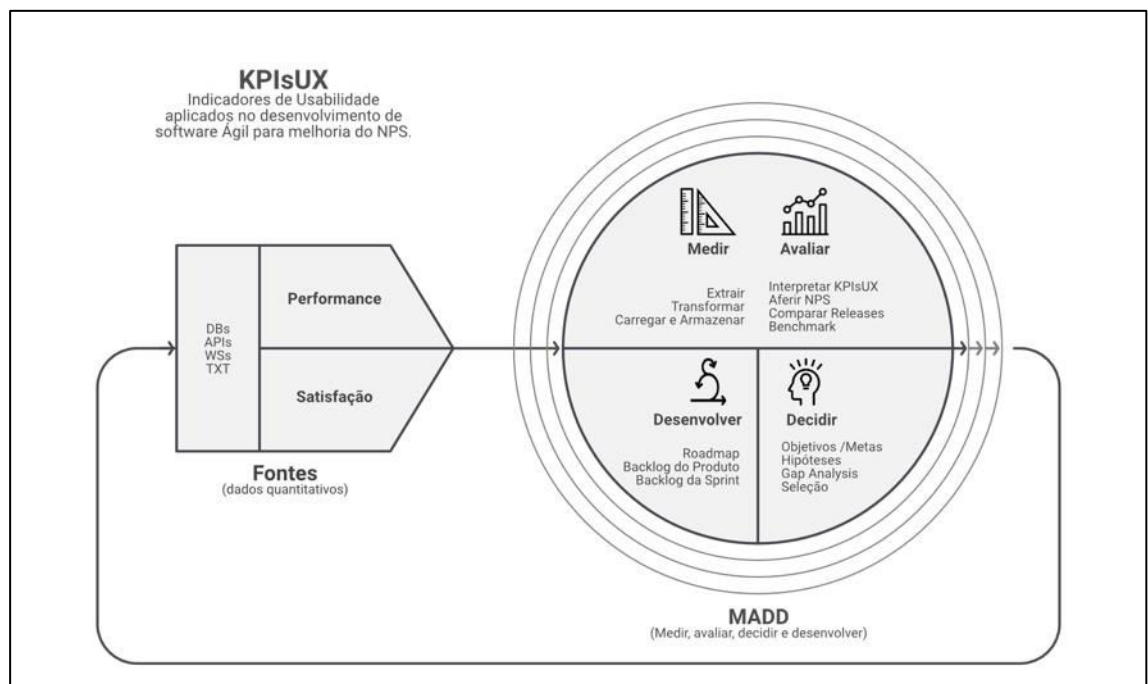 KPIsUX
Indicadores de Usabilidade
aplicados no desenvolvimento de
software Ágil para melhoria do NPS.
DBs
APIs
WSs
TXT
Performance
Satisfação
Fontes
(dados quantitativos)
Medir
Extrair
Transformar
Carregar e Armazenar
Avaliar
Interpretar KPIsUX
Aferir NPS
Comparar Releases
Benchmark
Desenvolver
Roadmap
Backlog do Produto
Backlog da Sprint
Decidir
Objetivos /Metas
Hipóteses
Gap Analysis
Seleção
MADD
(Medir, avaliar, decidir e desenvolver)